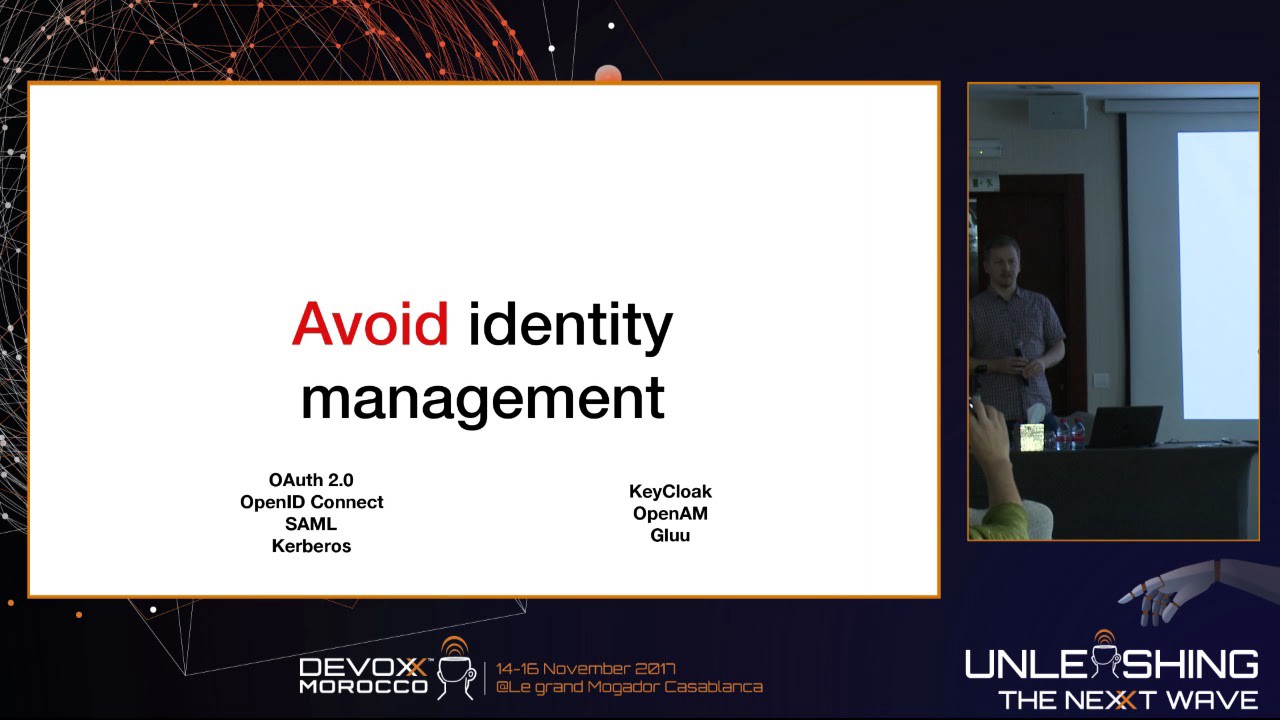 Avoid identity
management
OAuth 2.0
OpenID Connect
SAML
Kerberos
KeyCloak
OpenAM
Gluu
DEVOXX™
MOROCCO
14-16 November 2017
@Le grand Mogador Casablanca
UNLEASHING
THE NEXXT WAVE